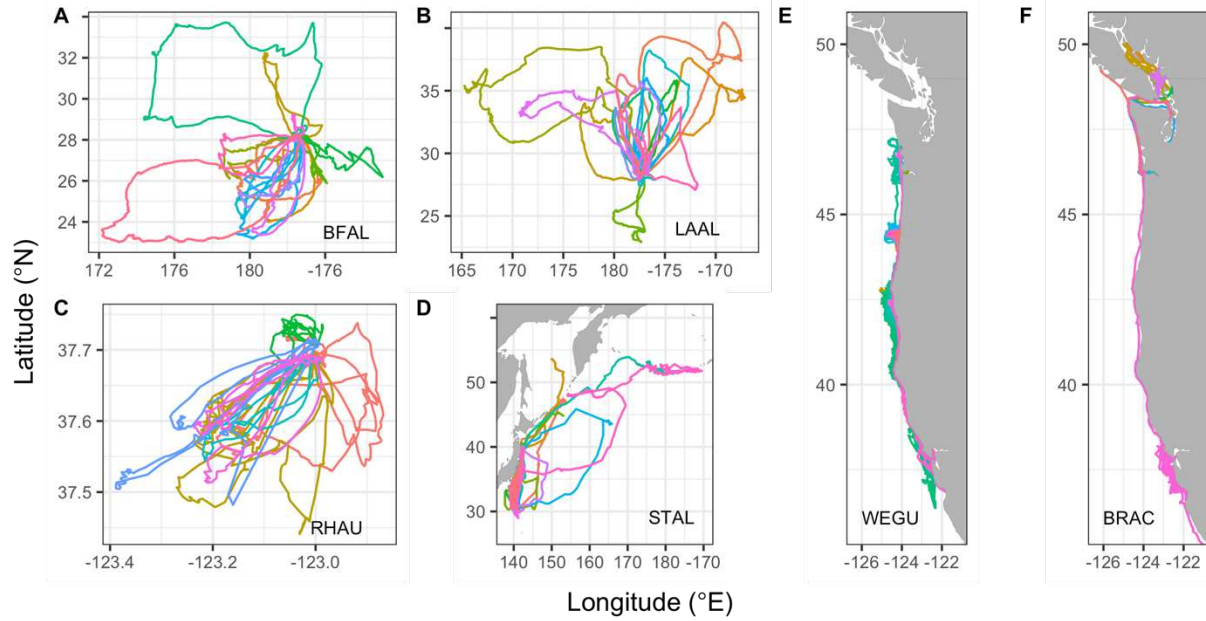 A
B
E
F
34
32
30
28
26
24
BFAL
172 176 180 -176
40
35
30
25
LAAL
165 170 175 180 -175 -170
50
45
40
WEGU
-126 -124 -122
50
45
40
BRAC
-126 -124 -122
C
D
37.7
37.6
37.5
RHAU
-123.4 -123.2 -123.0
60
50
40
30
STAL
140 150 160 170 180 -170
Latitude (°N)
Longitude (°E)